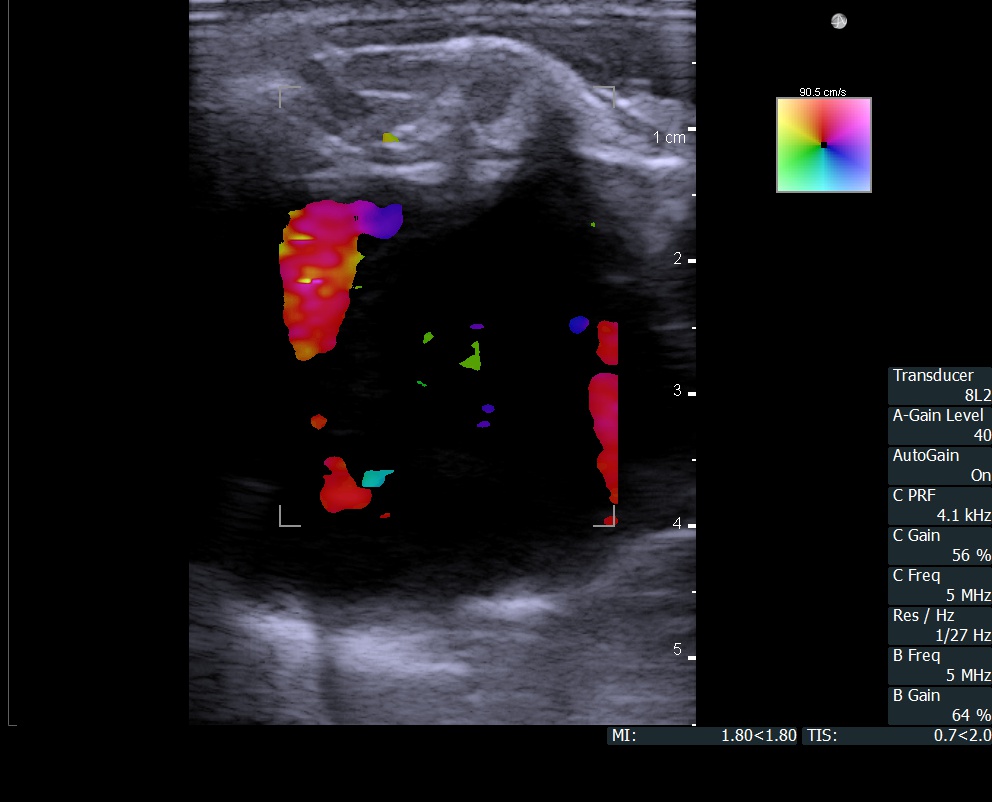 90.5 cm/s
1 cm
2
3
4
5
Transducer
8L2
A-Gain Level
40
AutoGain
On
C PRF
4.1 kHz
C Gain
56 %
C Freq
5 MHz
Res / Hz
1/27 Hz
B Freq
5 MHz
B Gain
64 %
MI: 1.80<1.80 TIS: 0.7<2.0